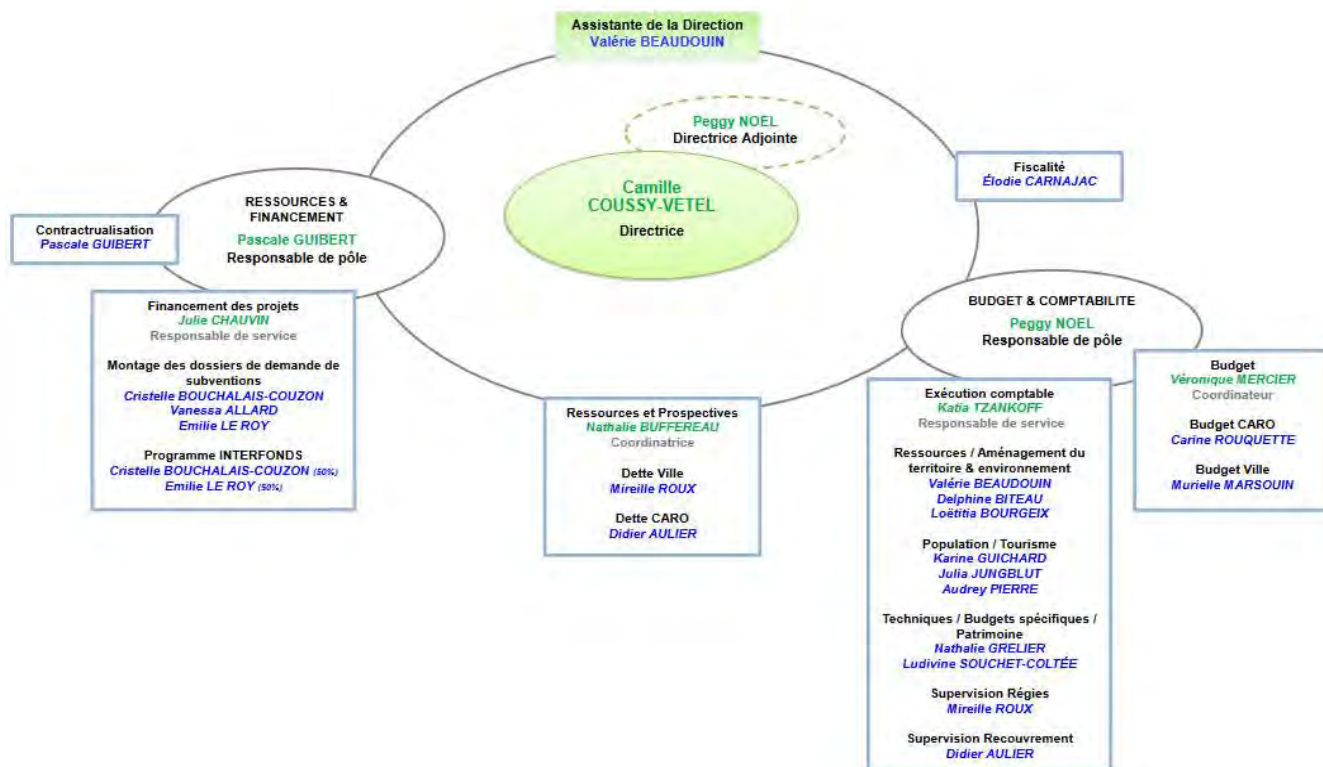 Assistante de la Direction
Valérie BEAUDOUIN
Peggy NOEL
Directrice Adjointe
Camille
COUSSY-VETEL
Directrice
Fiscalité
Élodie CARNAJAC
RESSOURCES &
FINANCEMENT
Pascale GUIBERT
Responsable de pôle
Contractrualisation
Pascale GUIBERT
Financement des projets
Julie CHAUVIN
Responsable de service
Montage des dossiers de demande de
subventions
Cristelle BOUCHALAIS-COUZON
Vanessa ALLARD
Emilie LE ROY
Programme INTERFONDS
Cristelle BOUCHALAIS-COUZON (50%)
Emilie LE ROY (50%)
Ressources et Prospectives
Nathalie BUFFEREAU
Coordinatrice
Dette Ville
Mireille ROUX
Dette CARO
Didier AULIER
BUDGET & COMPTABILITE
Peggy NOEL
Responsable de pôle
Exécution comptable
Katia TZANKOFF
Responsable de service
Ressources / Aménagement du
territoire & environnement
Valérie BEAUDOUIN
Delphine BITEAU
Loëtitia BOURGEIX
Population / Tourisme
Karine GUICHARD
Julia JUNGBLUT
Audrey PIERRE
Techniques / Budgets spécifiques /
Patrimoine
Nathalie GRELIER
Ludivine SOUCHET-COLTÉE
Supervision Régies
Mireille ROUX
Supervision Recouvrement
Didier AULIER
Budget
Véronique MERCIER
Coordinateur
Budget CARO
Carine ROUQUETTE
Budget Ville
Murielle MARSOUIN